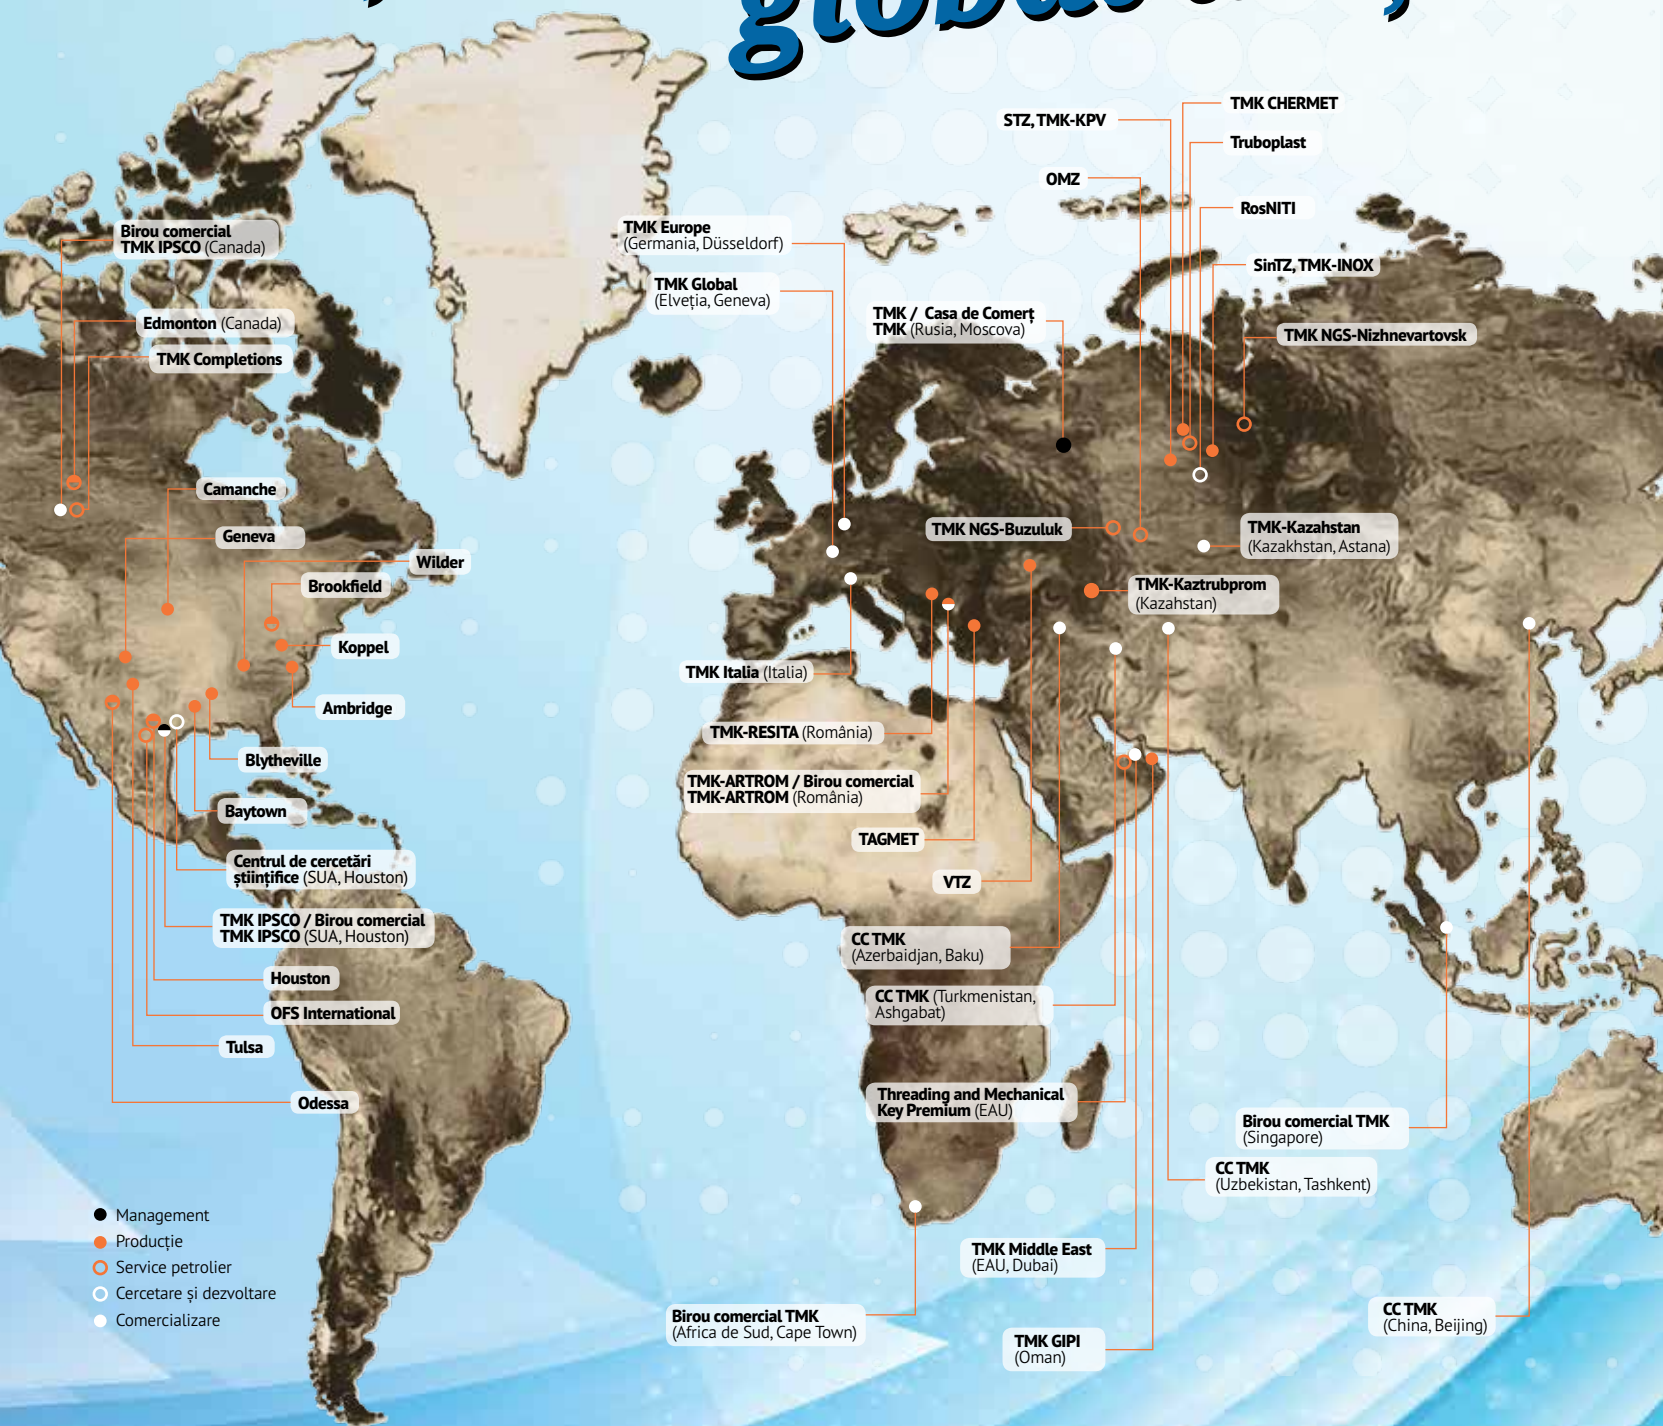 TMK CHERMET
STZ, TMK-KPV
Truboplast
OMZ
RosNITI
SinTZ, TMK-INOX
TMK NGS-Nizhnevartovsk
Birou comercial
TMK IPSCO (Canada)
Edmonton (Canada)
TMK Completions
TMK Europe
(Germania, Düsseldorf)
TMK Global
(Elveția, Geneva)
TMK / Casa de Comerț
TMK (Rusia, Moscova)
Camanche
Geneva
Wilder
Brookfield
Koppel
Ambridge
Blytheville
Baytown
Centrul de cercetări
științifice (SUA, Houston)
TMK IPSCO / Birou comercial
TMK IPSCO (SUA, Houston)
Houston
OFS International
Tulsa
Odessa
TMK NGS-Buzuluk
TMK-Kazahstan
(Kazakhstan, Astana)
TMK-Kaztrubprom
(Kazahstan)
TMK Italia (Italia)
TMK-RESITA (România)
TMK-ARTROM / Birou comercial
TMK-ARTROM (România)
TAGMET
VTZ
CC TMK
(Azerbaidjan, Baku)
CC TMK (Turkmenistan,
Ashgabat)
Threading and Mechanical
Key Premium (EAU)
Birou comercial TMK
(Singapore)
CC TMK
(Uzbekistan, Tashkent)
TMK Middle East
(EAU, Dubai)
Birou comercial TMK
(Africa de Sud, Cape Town)
TMK GIPI
(Oman)
CC TMK
(China, Beijing)
Management
Producție
Service petrolier
Cercetare și dezvoltare
Comercializare